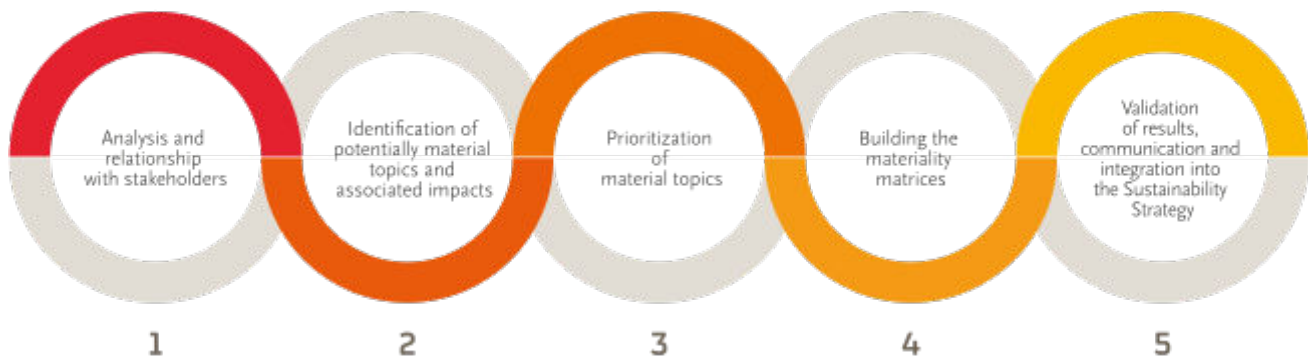 Analysis and
relationship
with stakeholders
Identification of
potentially material
topics and
associated impacts
Prioritization
of
material topics
Building the
materiality
matrices
Validation
of results,
communication and
integration into
the Sustainability
Strategy
1
2
3
4
5